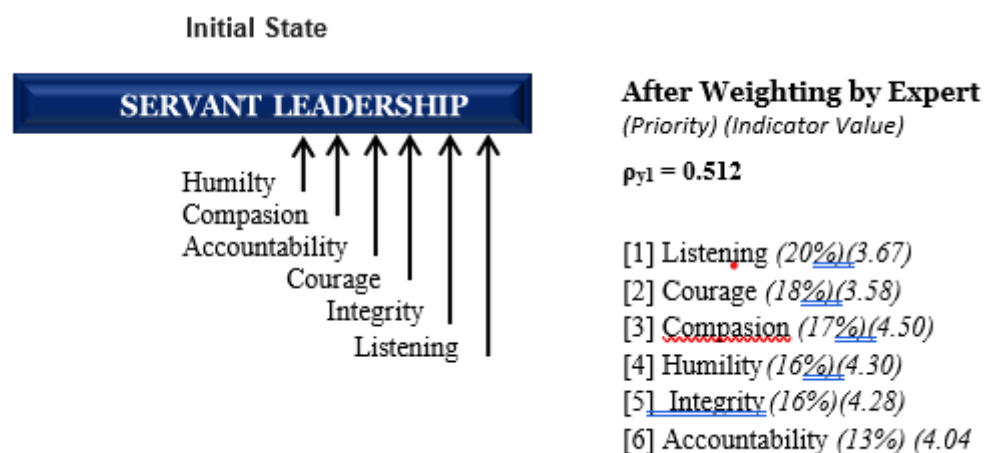 Initial State
SERVANT LEADERSHIP
Humilty
Compasion
Accountability
Courage
Integrity
Listening
After Weighting by Expert
(Priority) (Indicator Value)
ρy1 = 0.512
[1] Listening (20%)(3.67)
[2] Courage (18%)(3.58)
[3] Compasion (17%)(4.50)
[4] Humility (16%)(4.30)
[5] Integrity (16%)(4.28)
[6] Accountability (13%) (4.04